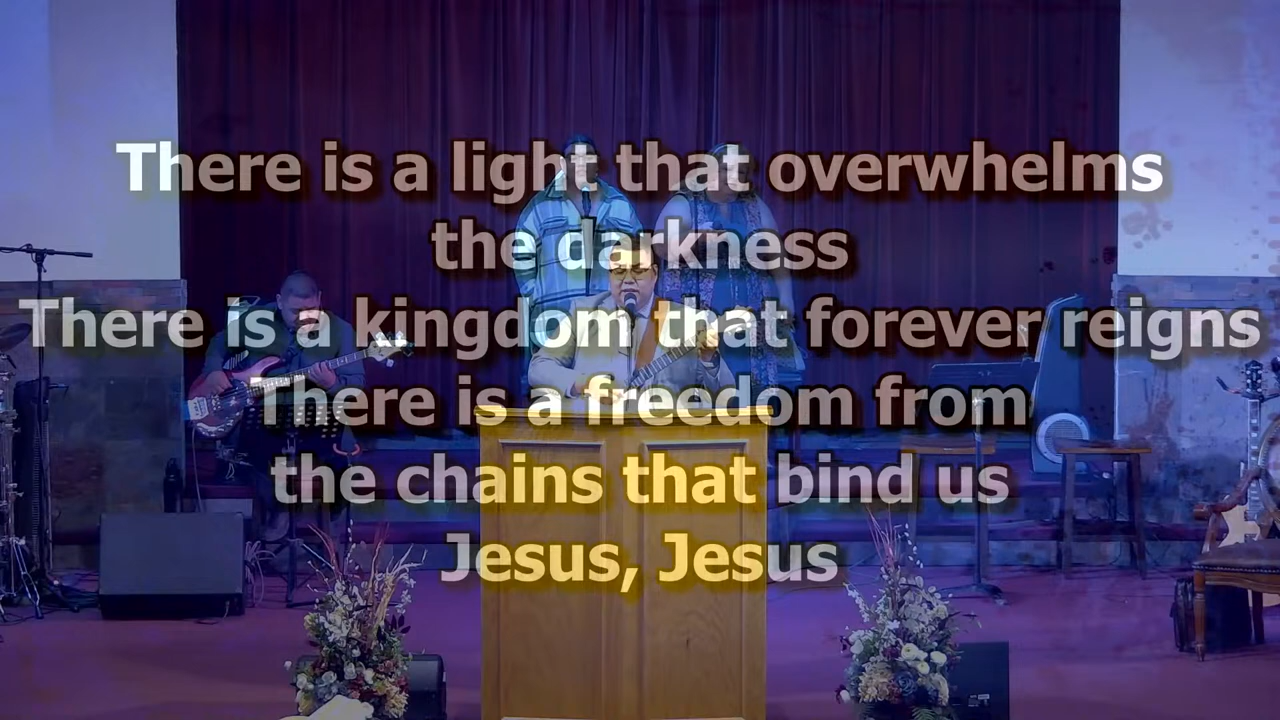 There is a light that overwhelms
the darkness
There is a kingdom that forever reigns
There is a freedom from
the chains that bind us
Jesus, Jesus